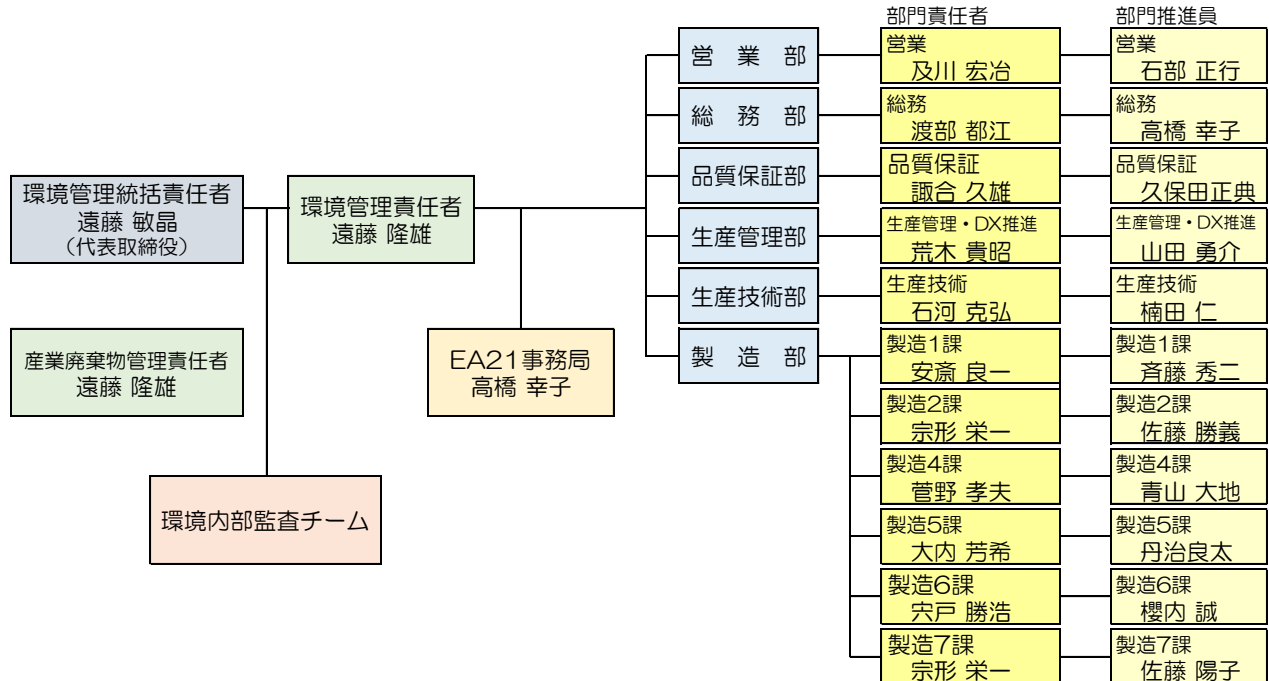 部門責任者
部門推進員
営業部
営業
及川 宏冶
営業
石部 正行
総務部
総務
渡部 都江
総務
高橋 幸子
品質保証部
品質保証
諏合 久雄
品質保証
久保田正典
環境管理統括責任者
遠藤 敏晶
(代表取締役)
環境管理責任者
遠藤 隆雄
生産管理部
生産管理・DX推進
荒木 貴昭
生産管理・DX推進
山田 勇介
生産技術部
生産技術
石河 克弘
生産技術
楠田 仁
産業廃棄物管理責任者
遠藤 隆雄
EA21事務局
高橋 幸子
製造部
製造1課
安斎 良一
製造1課
斉藤 秀二
製造2課
宗形 栄一
製造2課
佐藤 勝義
環境内部監査チーム
製造4課
菅野 孝夫
製造4課
青山 大地
製造5課
大内 芳希
製造5課
丹治良太
製造6課
宍戸 勝浩
製造6課
櫻内 誠
製造7課
宗形 栄一
製造7課
佐藤 陽子